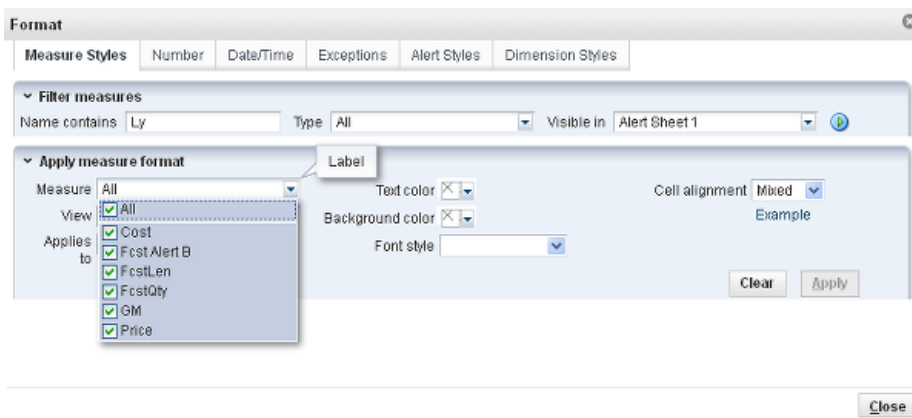 Format
Measure Styles Number Date/Time Exceptions Alert Styles Dimension Styles
Filter measures
Name contains Ly Type All Visible in Alert Sheet 1
Apply measure format
Label
Measure All Text color Cell alignment Mixed
View All Background color Example
Applies to Cost Font style
Fcst Alert B
FcstLen
FcstQty
GM
Price
Clear Apply
Close